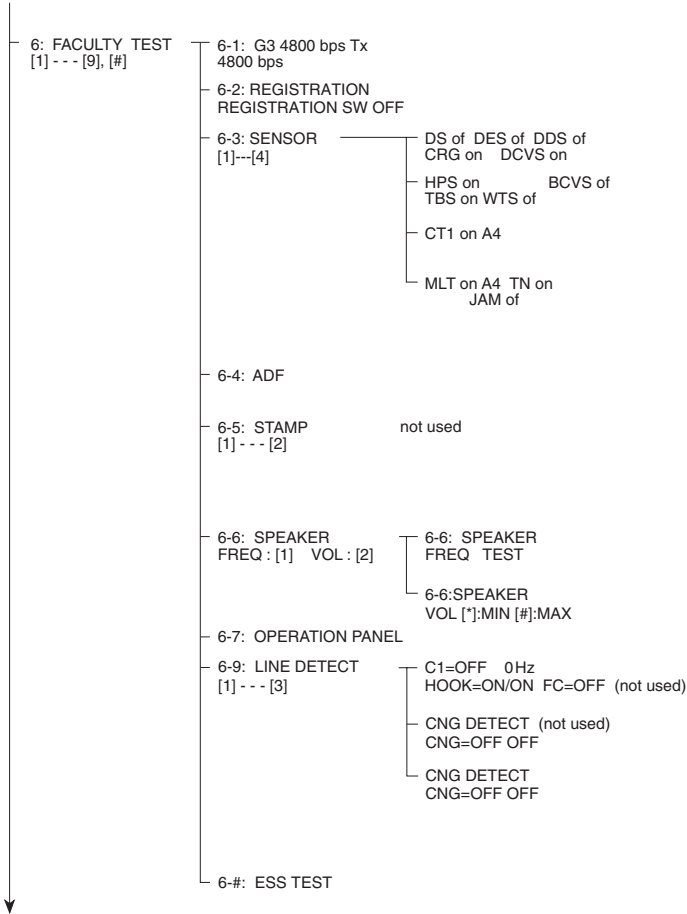 6: FACULTY TEST
[1] - - - [9], [#]
6-1: G3 4800 bps Tx
4800 bps
6-2: REGISTRATION
REGISTRATION SW OFF
6-3: SENSOR
[1]---[4]
DS of DES of DDS of
CRG on DCVS on
HPS on BCVS of
TBS on WTS of
CT1 on A4
MLT on A4 TN on
JAM of
6-4: ADF
6-5: STAMP not used
[1] - - - [2]
6-6: SPEAKER
FREQ : [1] VOL : [2]
6-6: SPEAKER
FREQ TEST
6-6:SPEAKER
VOL [*]:MIN [#]:MAX
6-7: OPERATION PANEL
6-9: LINE DETECT
[1] - - - [3]
C1=OFF 0Hz
HOOK=ON/ON FC=OFF (not used)
CNG DETECT (not used)
CNG=OFF OFF
CNG DETECT
CNG=OFF OFF
6-#: ESS TEST